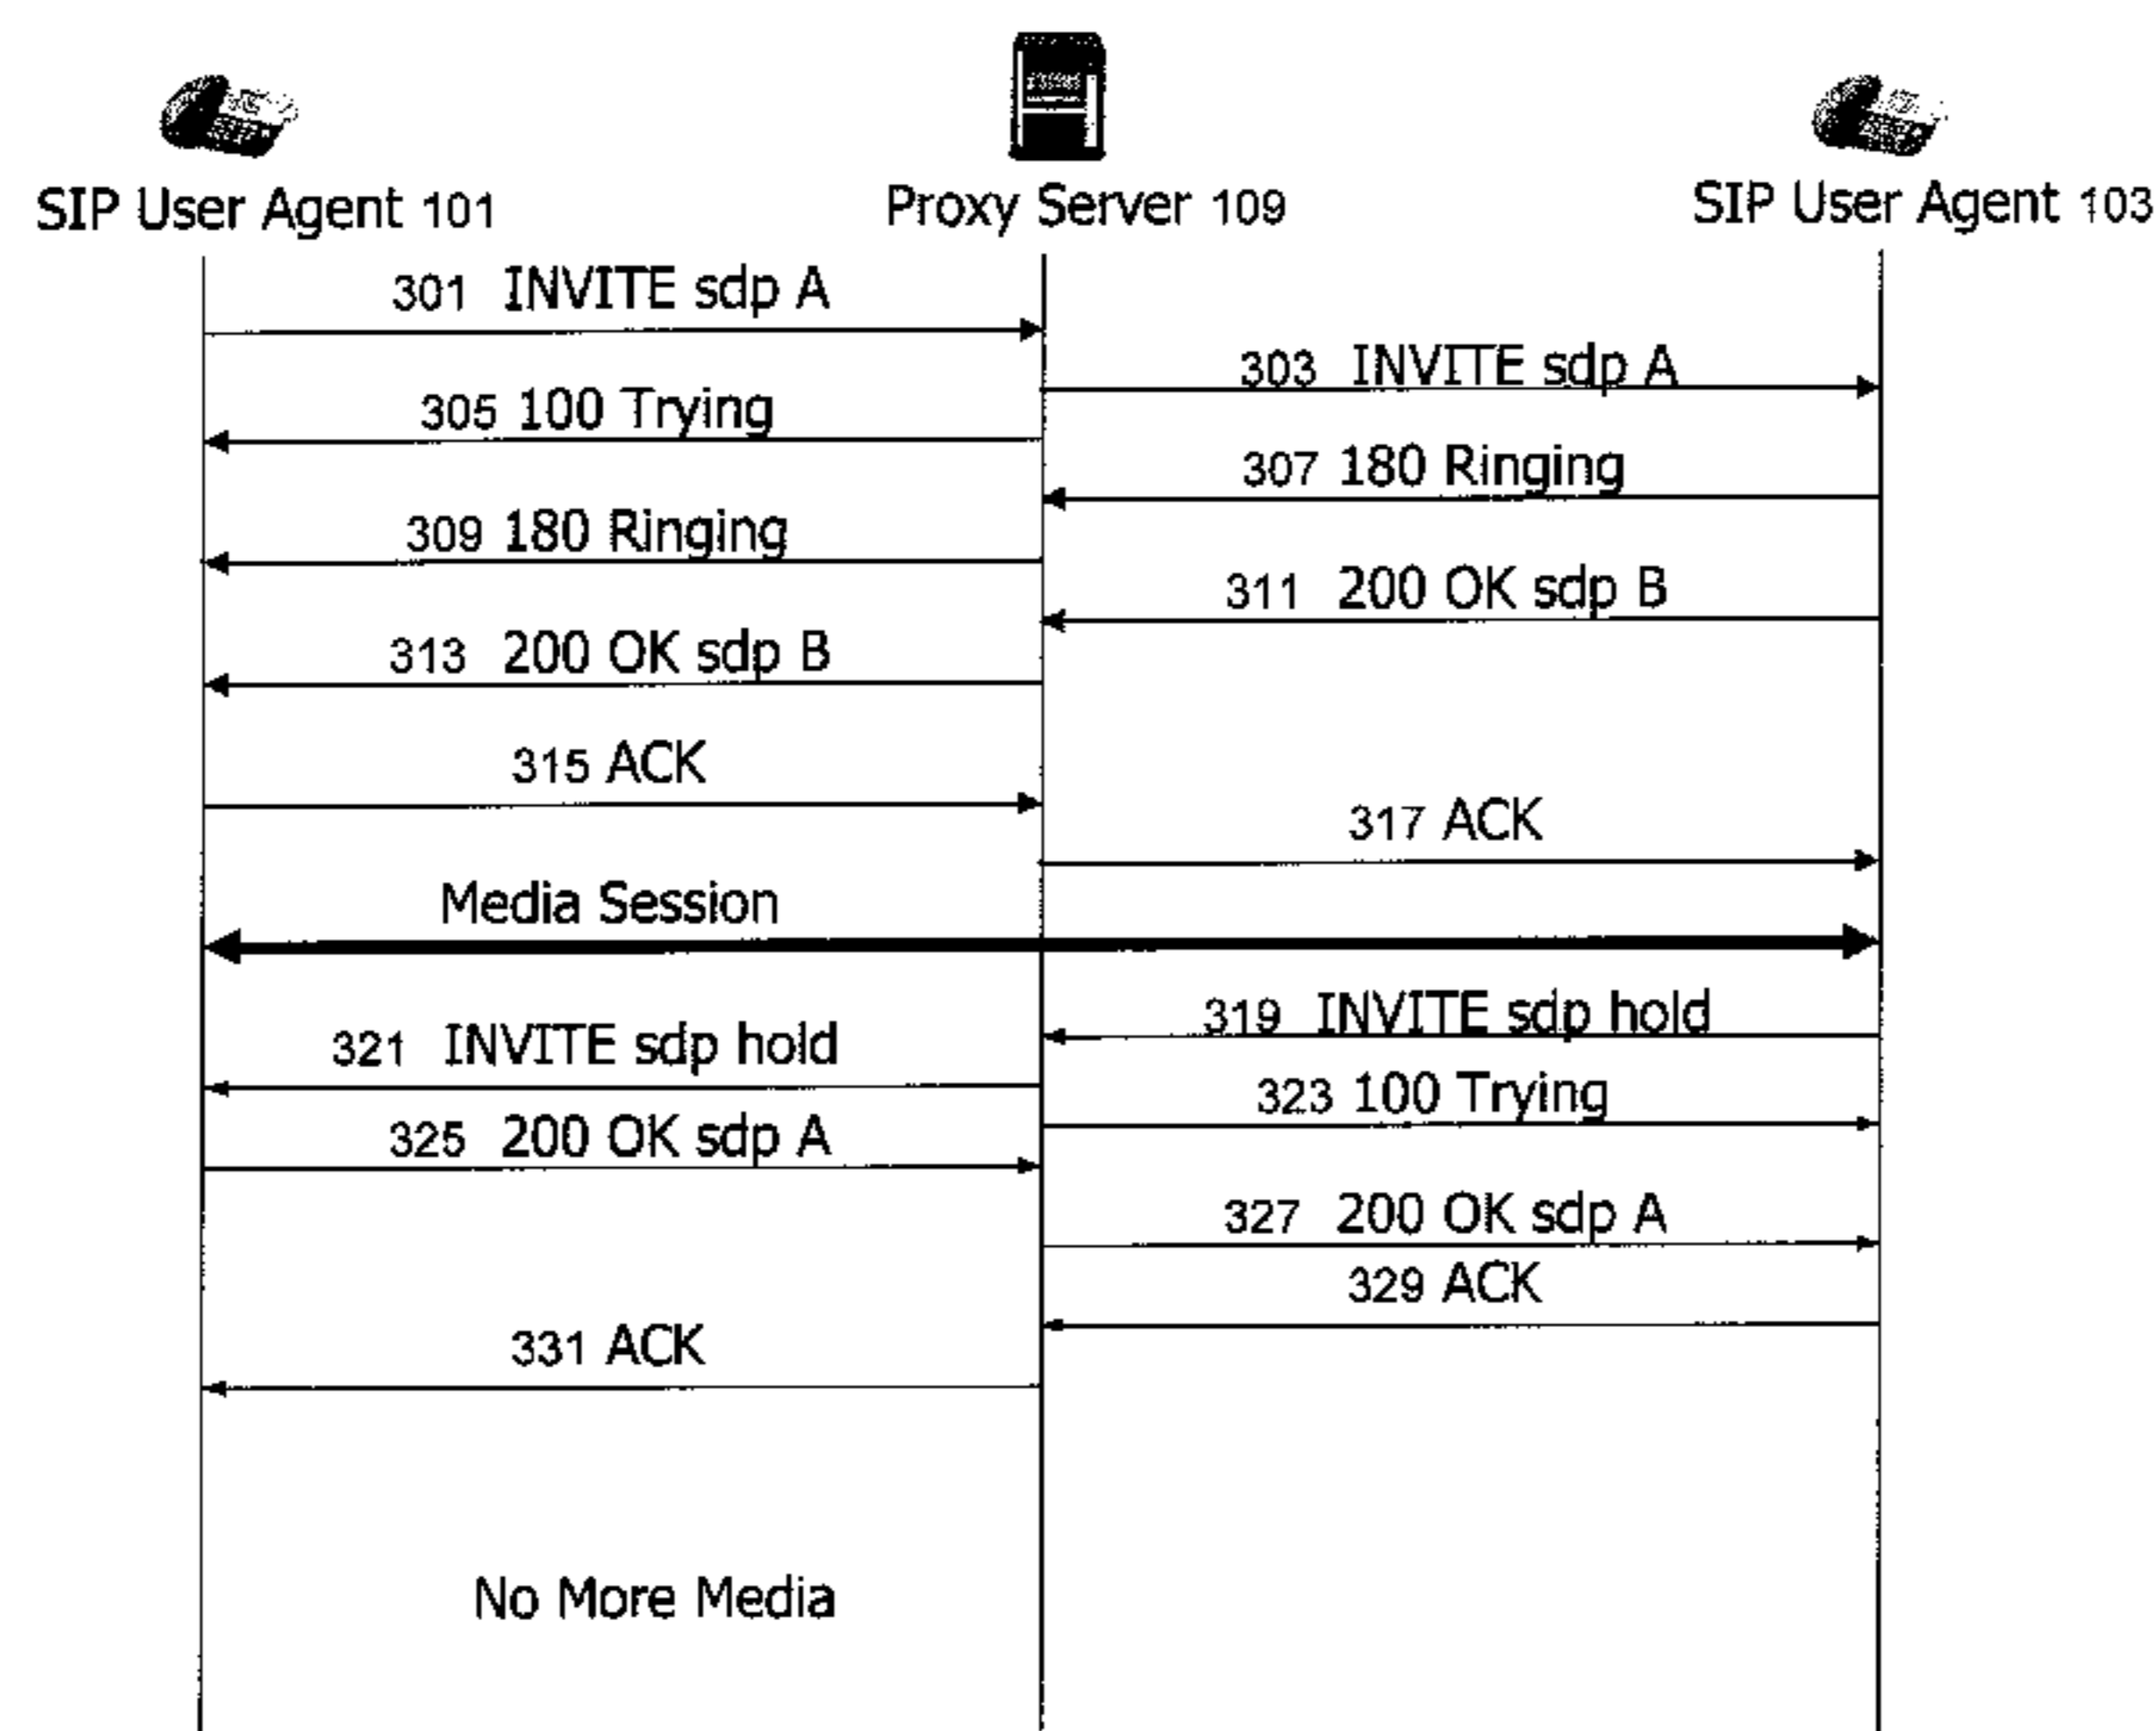 SIP User Agent 101
Proxy Server 109
SIP User Agent 103
301 INVITE sdp A
303 INVITE sdp A
305 100 Trying
307 180 Ringing
309 180 Ringing
311 200 OK sdp B
313 200 OK sdp B
315 ACK
317 ACK
Media Session
319 INVITE sdp hold
321 INVITE sdp hold
323 100 Trying
325 200 OK sdp A
327 200 OK sdp A
329 ACK
331 ACK
No More Media